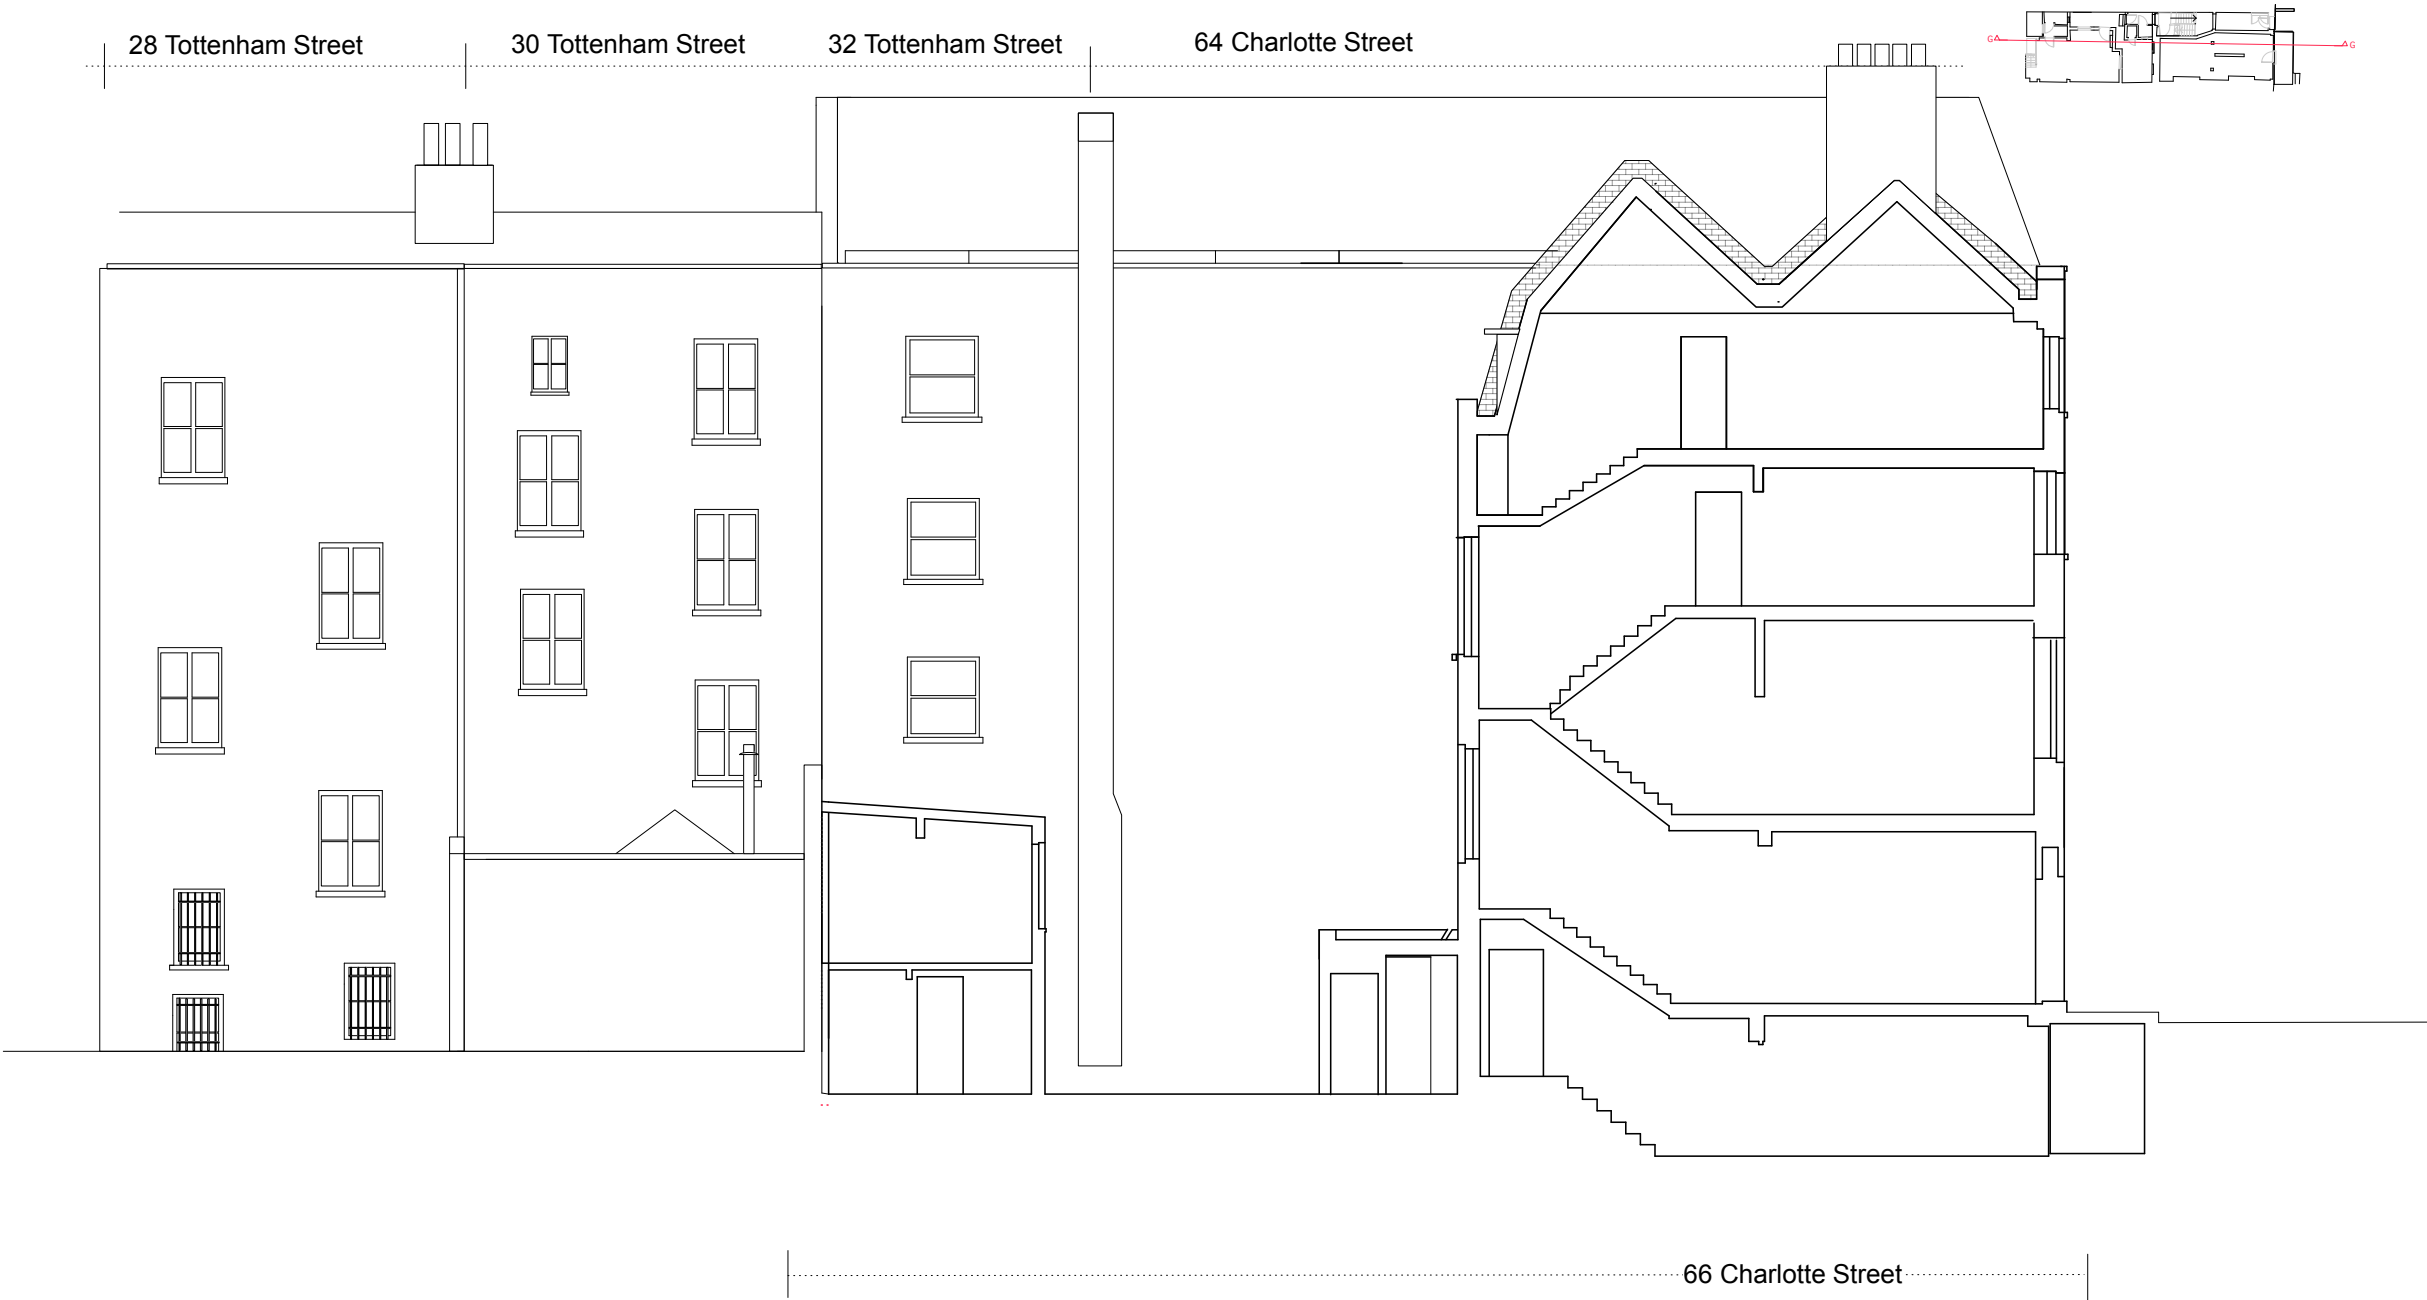 28 Tottenham Street
30 Tottenham Street
32 Tottenham Street
64 Charlotte Street
G
G
66 Charlotte Street